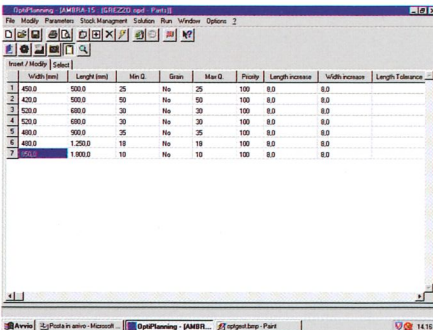 OptiPlanning - [AMBRA-1S : [GREZZO.opd - Parts]]
File Modify Parameters Stock Managment Solution Run Window Options ?
Insert / Modify Select
Width (mm) Lenght (mm) Min Q. Grain Max Q. Priority Length increase Width increase Length Tolerance
1 450,0 500,0 25 No 25 100 8,0 8,0
2 420,0 500,0 50 No 50 100 8,0 8,0
3 520,0 600,0 30 No 30 100 8,0 8,0
4 520,0 600,0 30 No 30 100 8,0 8,0
5 480,0 900,0 35 No 35 100 8,0 8,0
6 480,0 1.250,0 18 No 18 100 8,0 8,0
7 1.800,0 10 No 10 100 8,0 8,0
Avvio Posta in arrivo - Microsoft ... OptiPlanning - [AMBR... optgest.bmp - Paint 14.16